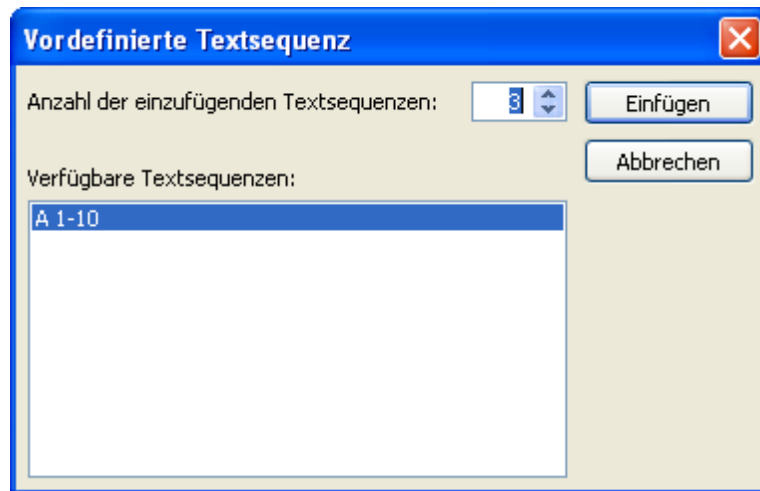 Vordefinierte Textsequenz
Anzahl der einzufügenden Textsequenzen: 3 Einfügen
Abbrechen
Verfügbare Textsequenzen:
A 1-10